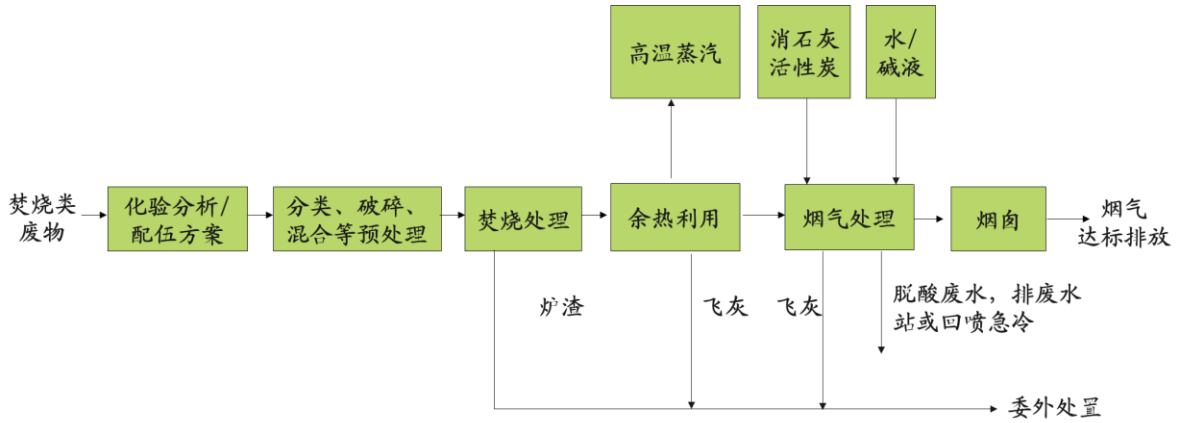 高温蒸汽
消石灰
活性炭
水/
碱液
焚烧类
废物
化验分析/
配伍方案
分类、破碎、
混合等预处理
焚烧处理
余热利用
烟气处理
烟囱
烟气
达标排放
炉渣
飞灰
飞灰
脱酸废水，排废水
站或回喷急冷
委外处置